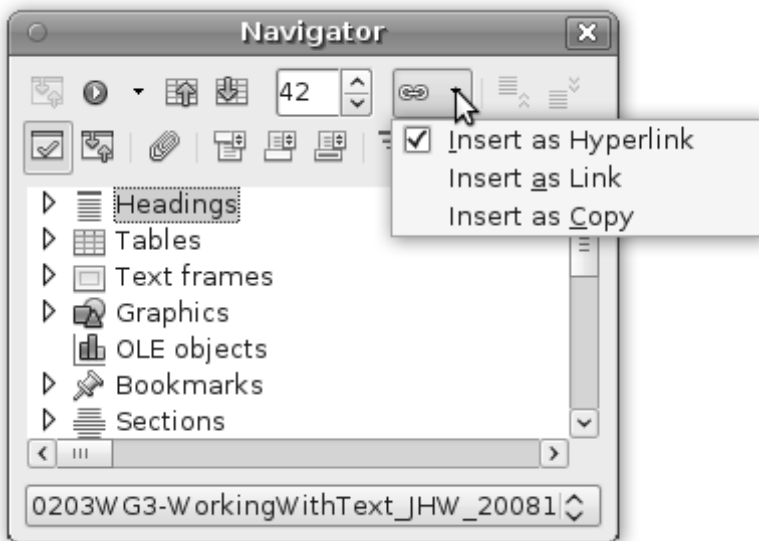 Navigator
42
Insert as Hyperlink
Insert as Link
Insert as Copy
Headings
Tables
Text frames
Graphics
OLE objects
Bookmarks
Sections
0203WG3-WorkingWithText_JHW_20081